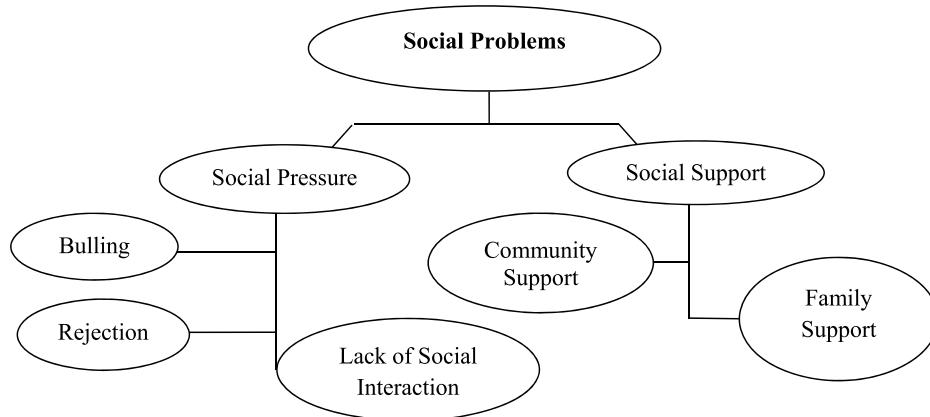 Social Problems
Social Pressure
Social Support
Bulling
Community
Support
Rejection
Family
Support
Lack of Social
Interaction